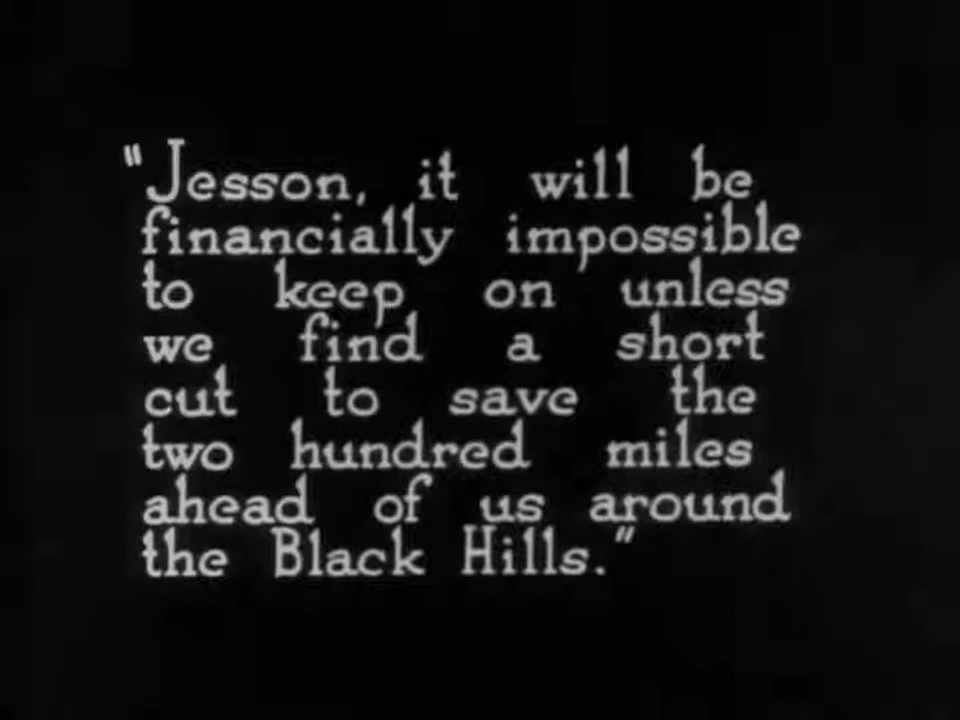 "Jesson, it will be
financially impossible
to keep on unless
we find a short
cut to save the
two hundred miles
ahead of us around
the Black Hills."